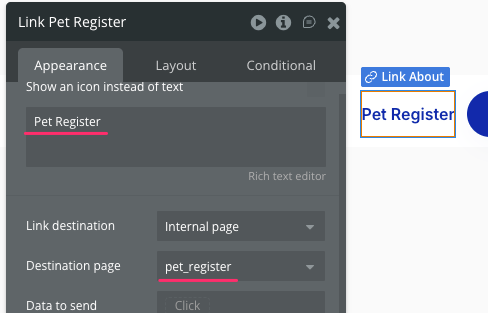 Link Pet Register
Appearance
Layout
Conditional
Show an icon instead of text
Pet Register
Rich text editor
Link destination
Internal page
Destination page
pet_register
Data to send
Click
Link About
Pet Register